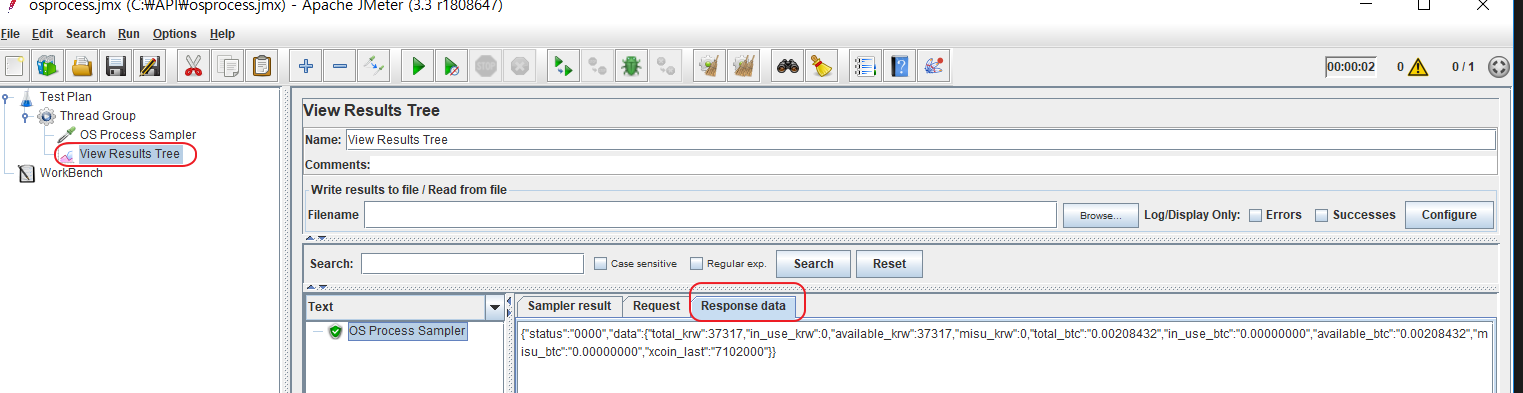 osprocess.jmx (C:₩API₩osprocess.jmx) - Apache JMeter (3.3 r1808647)
File Edit Search Run Options Help
00:00:02 0 0 / 1
Test Plan
Thread Group
OS Process Sampler
View Results Tree
WorkBench
View Results Tree
Name: View Results Tree
Comments:
Write results to file / Read from file
Filename Browse... Log/Display Only: Errors Successes Configure
Search: Case sensitive Regular exp. Search Reset
Text
OS Process Sampler
Sampler result Request Response data
{"status":"0000","data":{"total_krw":37317,"in_use_krw":0,"available_krw":37317,"misu_krw":0,"total_btc":"0.00208432","in_use_btc":"0.00000000","available_btc":"0.00208432","m
isu_btc":"0.00000000","xcoin_last":"7102000"}}